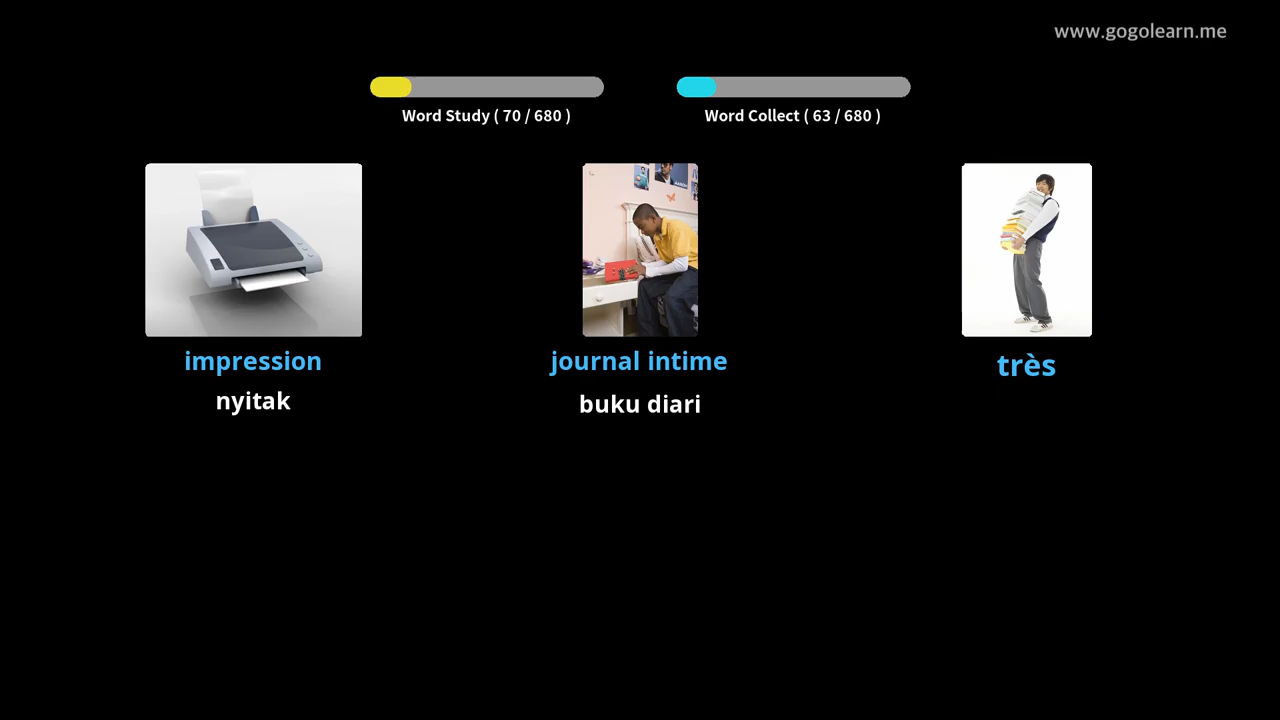 www.gogolearn.me
Word Study ( 70 / 680 )
Word Collect ( 63 / 680 )
impression
nyitak
journal intime
buku diari
très